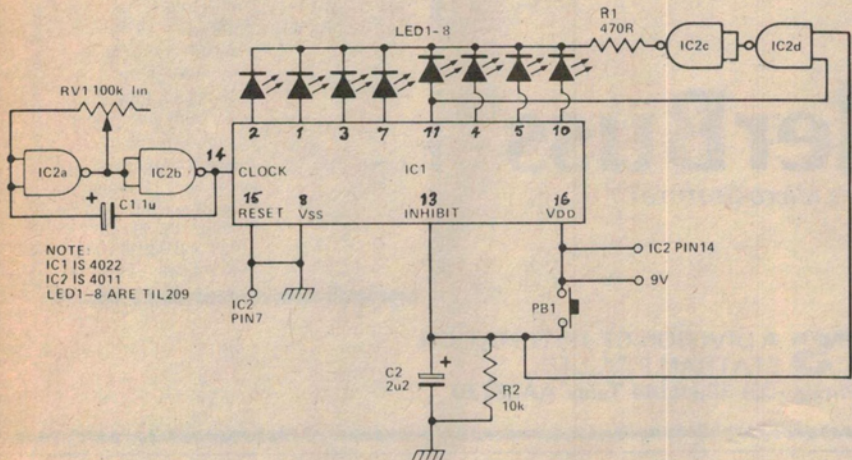 R1
470R
LED1-8
IC2c
IC2d
RV1 100k lin
2 1 3 7 11 4 5 10
IC2a
IC2b
14
CLOCK
IC1
C1 1u
15 8 13 16
RESET VSS INHIBIT VDD
NOTE:
IC1 IS 4022
IC2 IS 4011
LED1-8 ARE TIL209
IC2 PIN14
9V
IC2
PIN7
PB1
C2
2u2
R2
10k